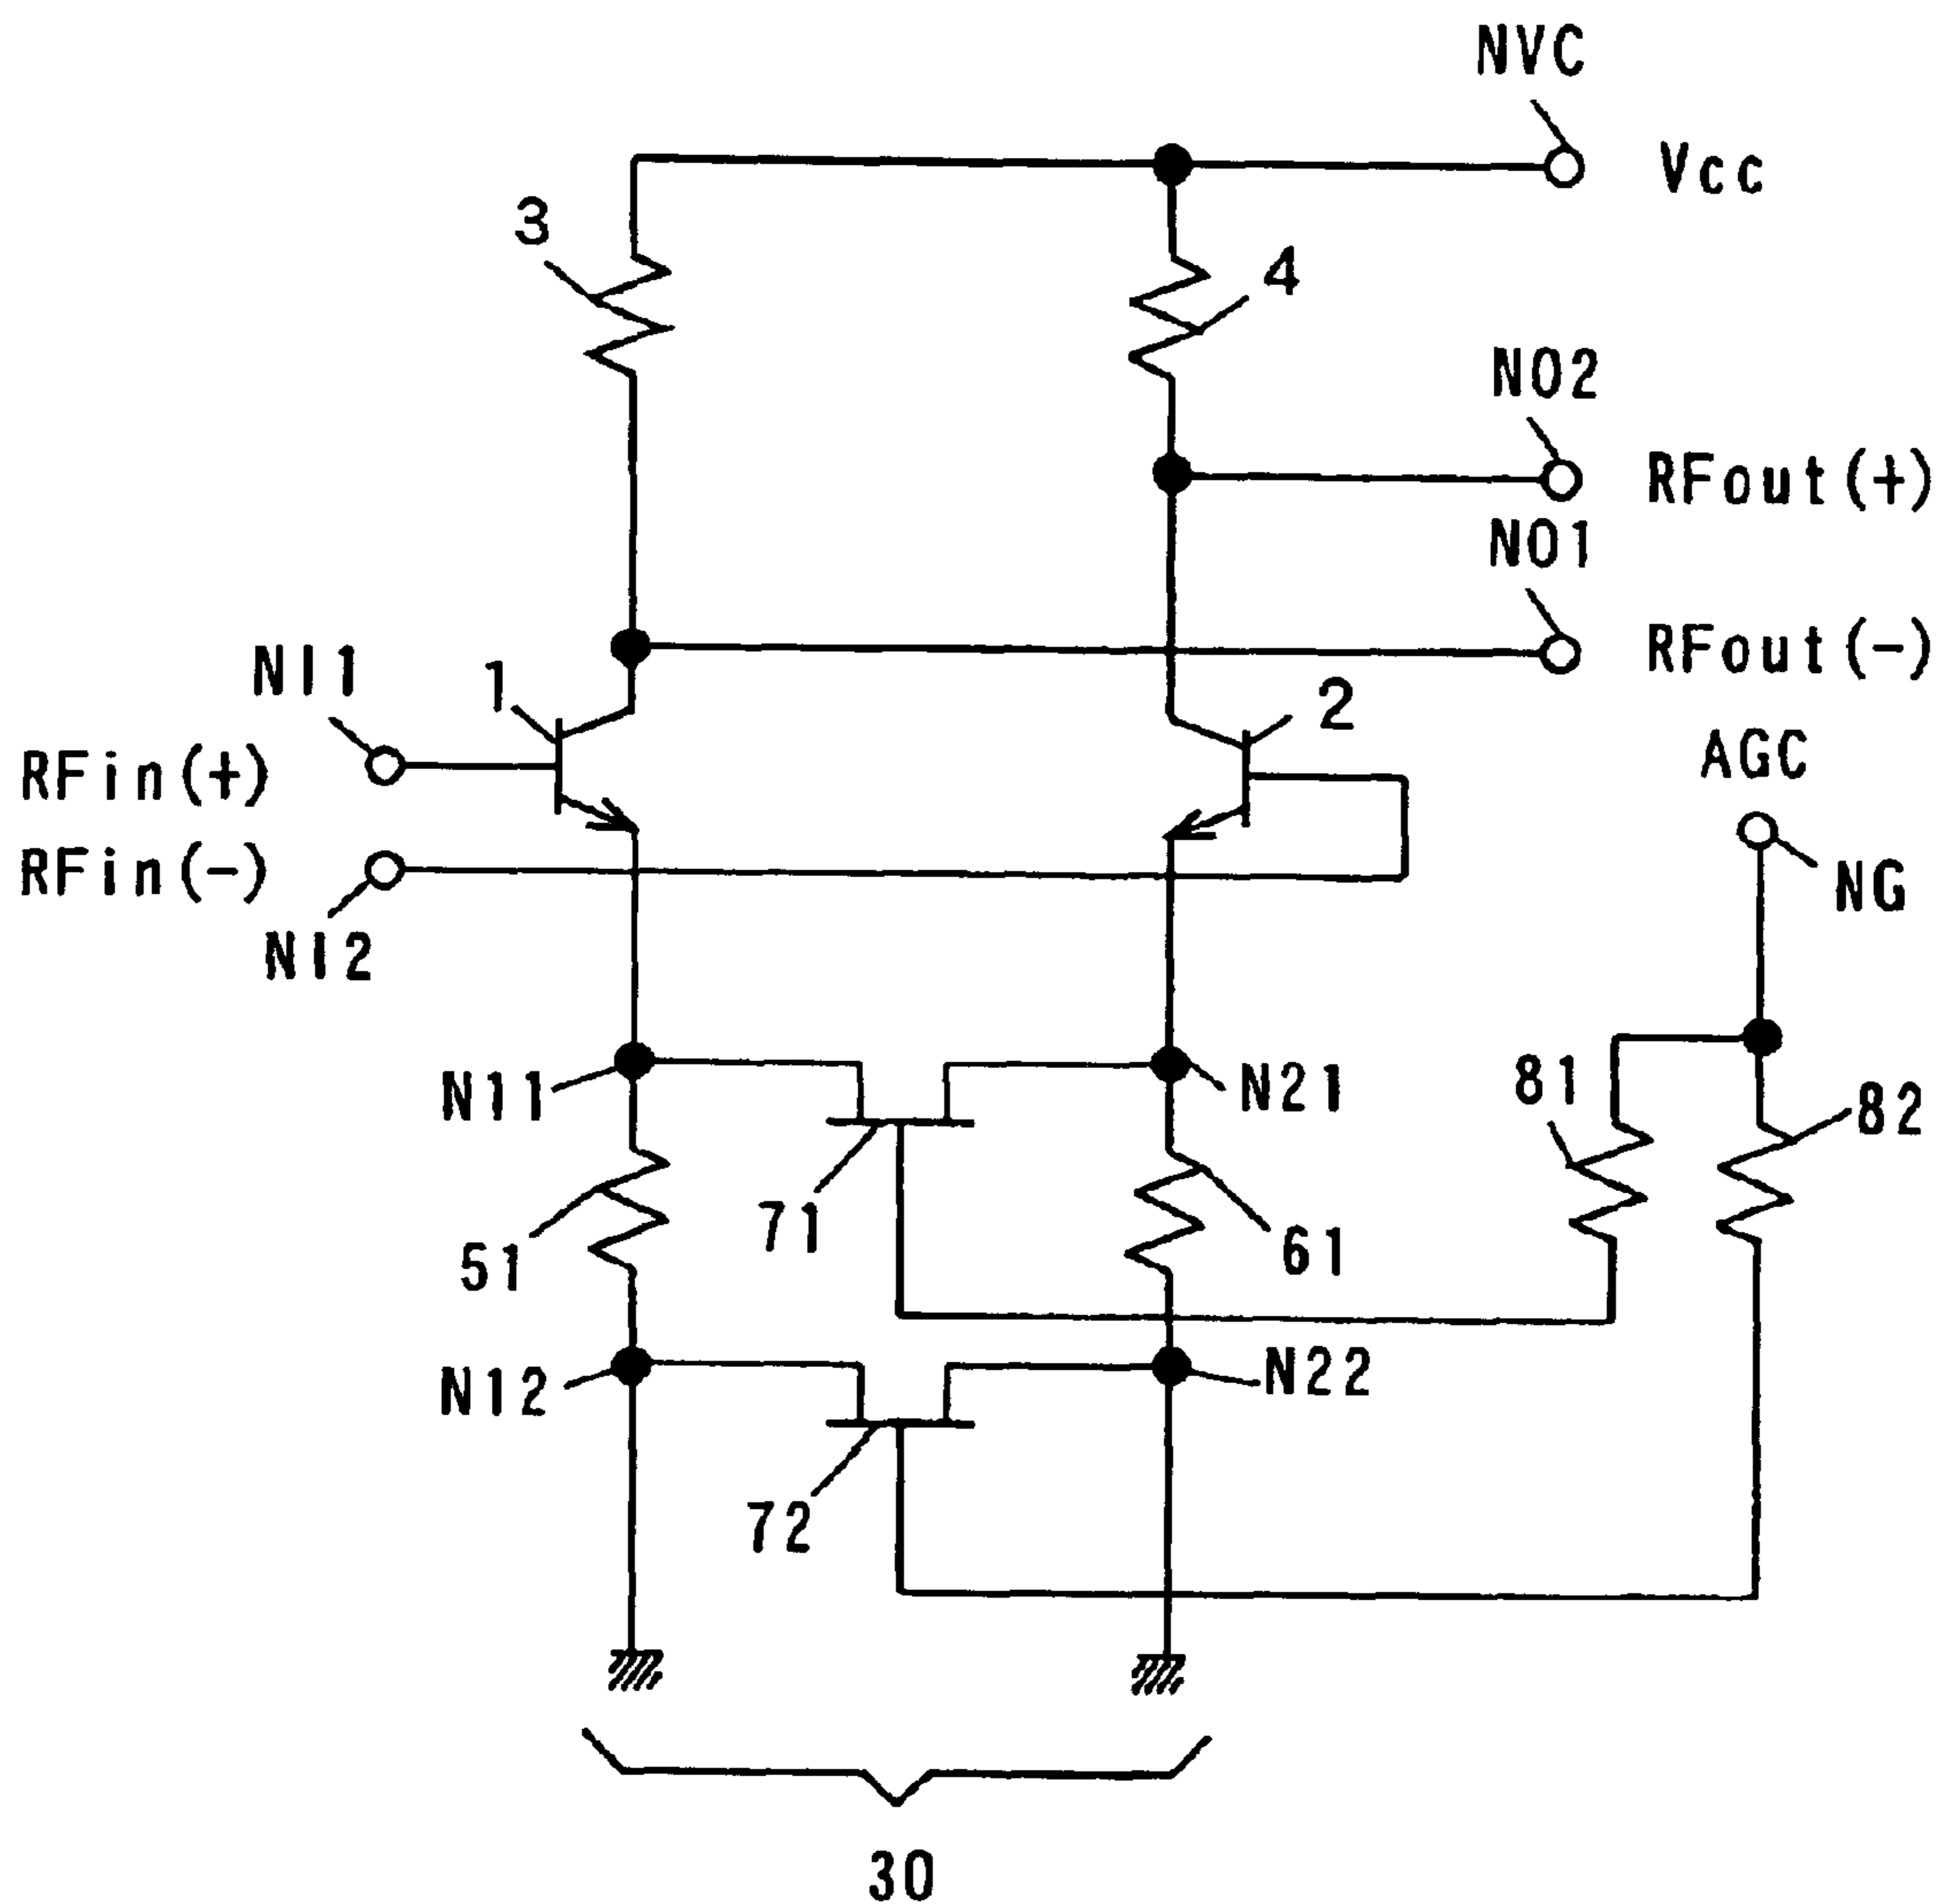 NVC
Vcc
3
4
NO2
RFout(+)
NO1
RFout(-)
NI1
1
2
RFin(+)
AGC
RFin(-)
NG
NI2
N11
N21
81
82
71
51
61
N12
N22
72
30